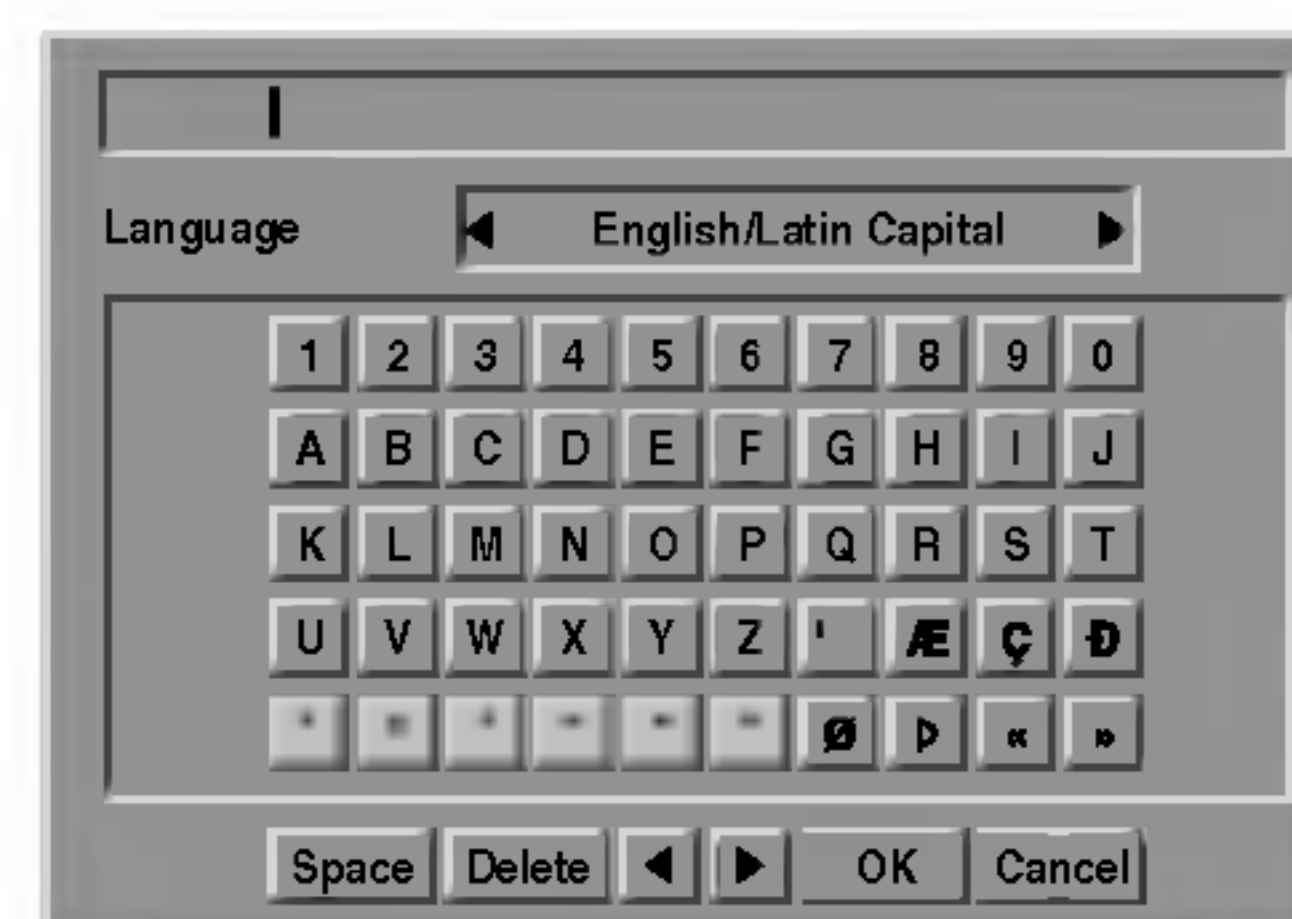 Language ◀ English/Latin Capital ▶
1 2 3 4 5 6 7 8 9 0
A B C D E F G H I J
K L M N O P Q R S T
U V W X Y Z ' Æ Ç Ð
Ø Þ « »
Space Delete ◀ ▶ OK Cancel